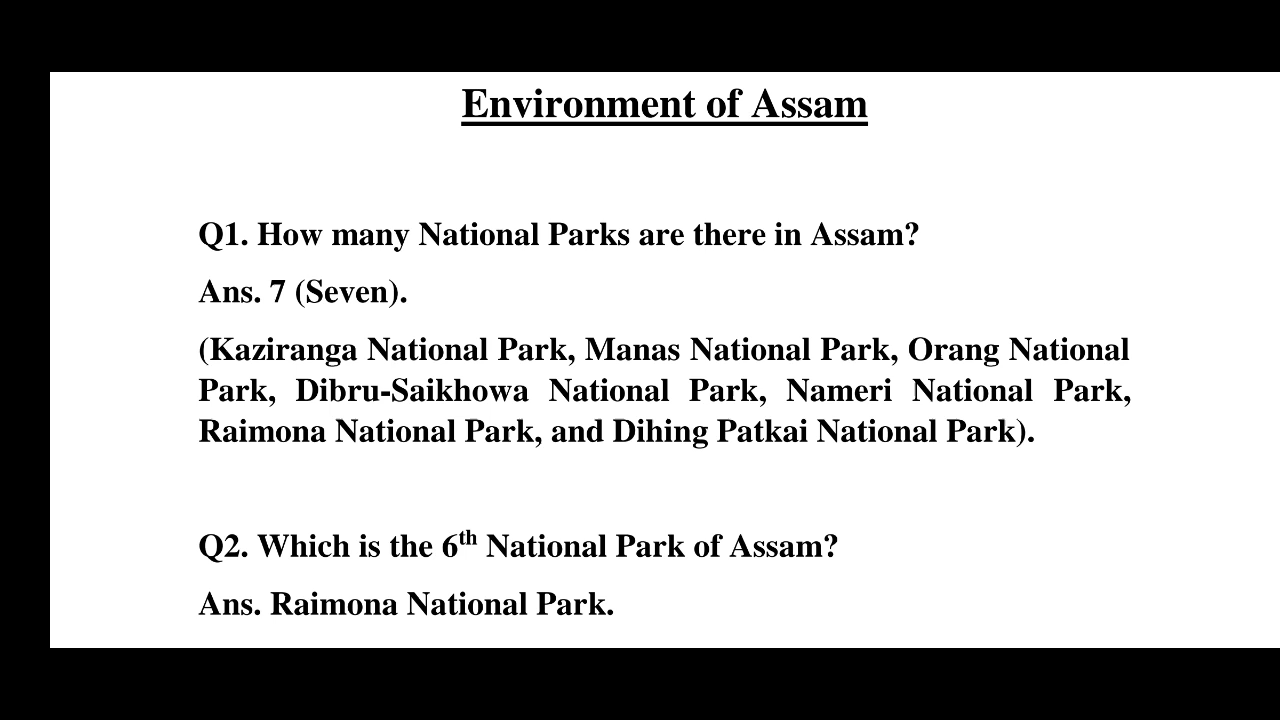 Environment of Assam
Q1. How many National Parks are there in Assam?
Ans. 7 (Seven).
(Kaziranga National Park, Manas National Park, Orang National
Park, Dibru-Saikhowa National Park, Nameri National Park,
Raimona National Park, and Dihing Patkai National Park).
Q2. Which is the 6th National Park of Assam?
Ans. Raimona National Park.